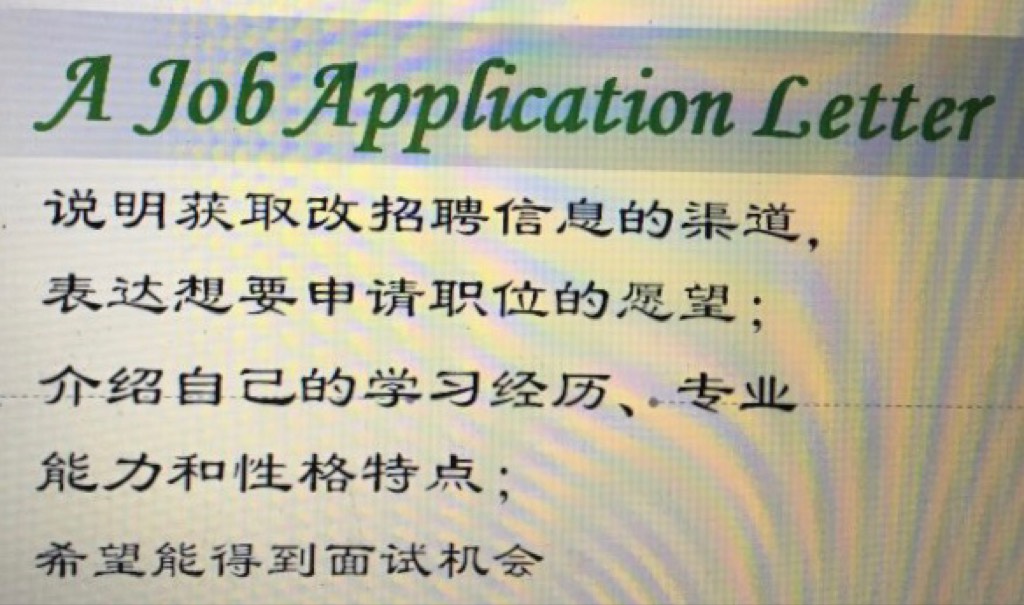 A Job Application Letter
说明获取改招聘信息的渠道,
表达想要申请职位的愿望;
介绍自己的学习经历、专业
能力和性格特点;
希望能得到面试机会